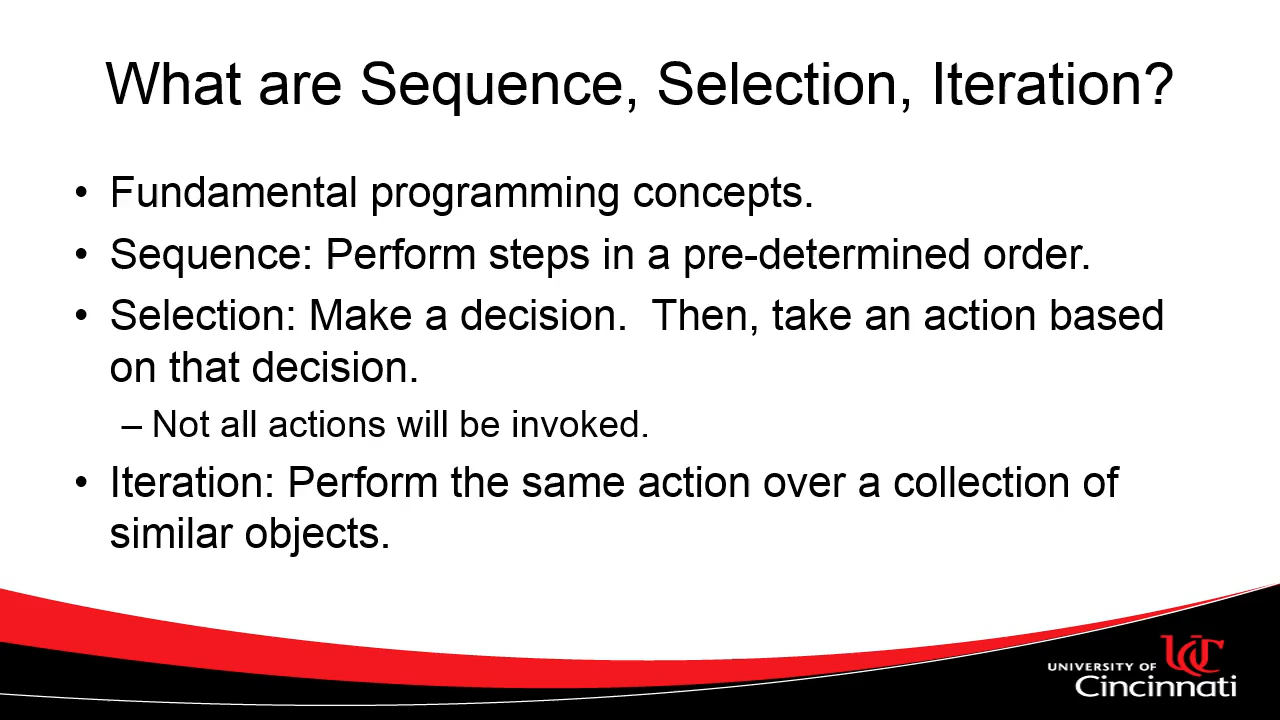 What are Sequence, Selection, Iteration?
• Fundamental programming concepts.
• Sequence: Perform steps in a pre-determined order.
• Selection: Make a decision.  Then, take an action based
on that decision.
– Not all actions will be invoked.
• Iteration: Perform the same action over a collection of
similar objects.
UNIVERSITY OF UC
Cincinnati